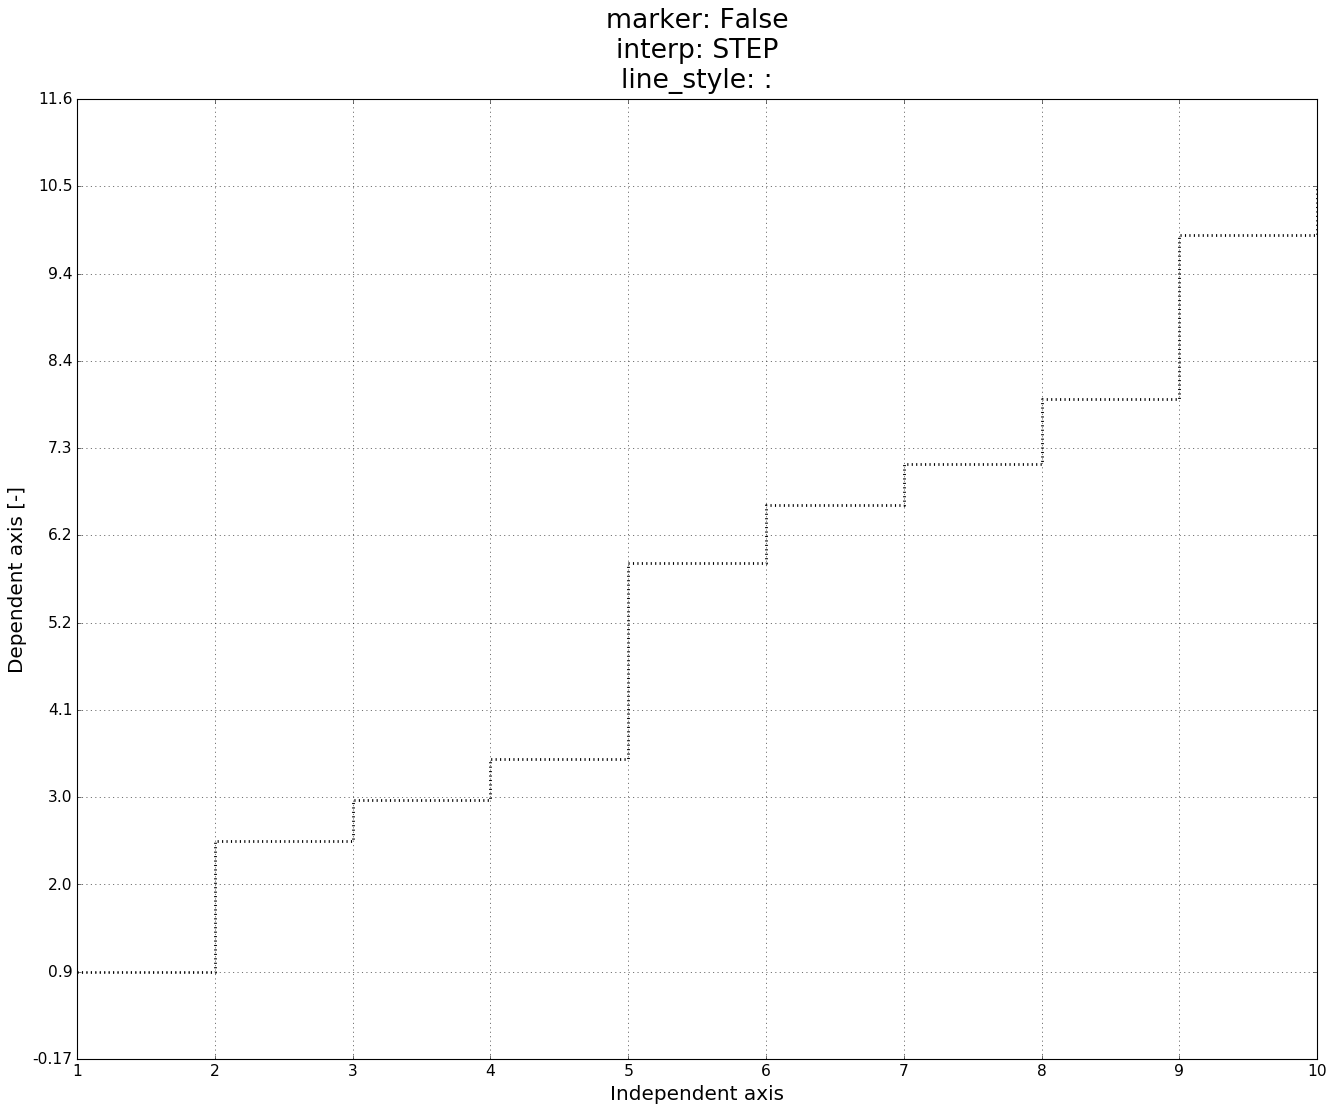 marker: False
interp: STEP
line_style: :
11.6
10.5
9.4
8.4
7.3
6.2
5.2
4.1
3.0
2.0
0.9
-0.17
Dependent axis [-]
1 2 3 4 5 6 7 8 9 10
Independent axis